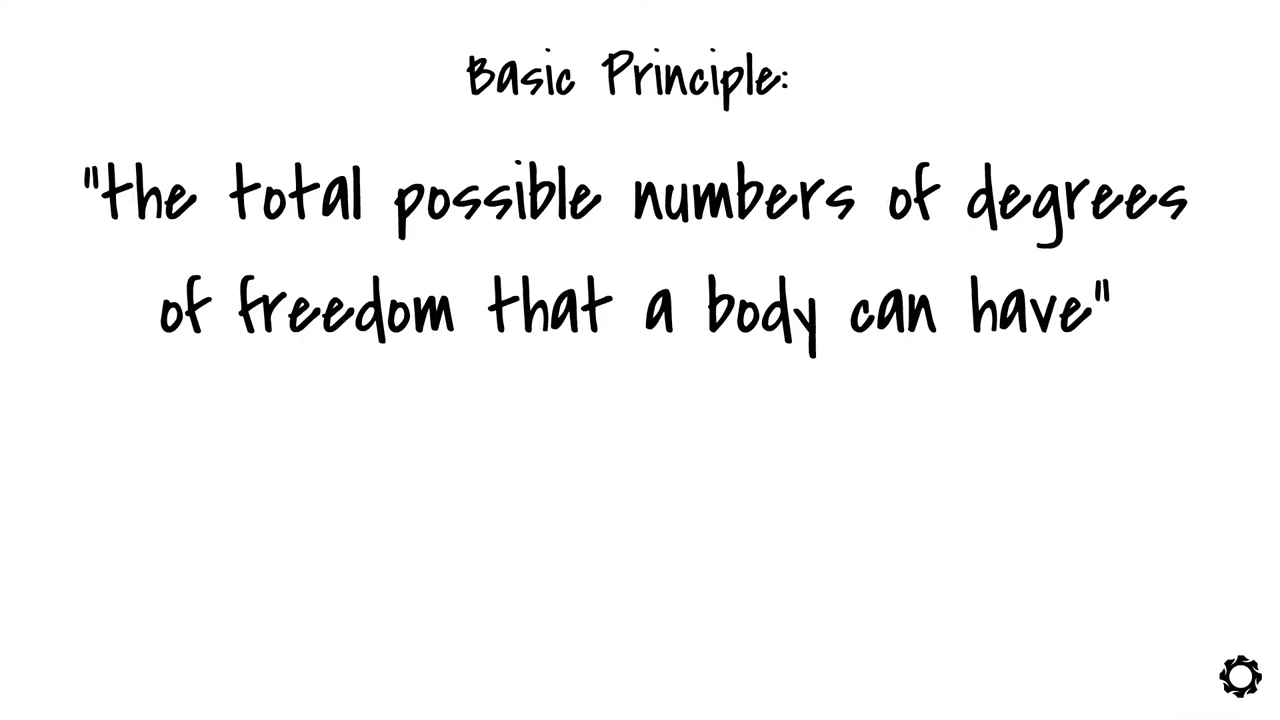 Basic Principle:
"the total possible numbers of degrees
of freedom that a body can have"